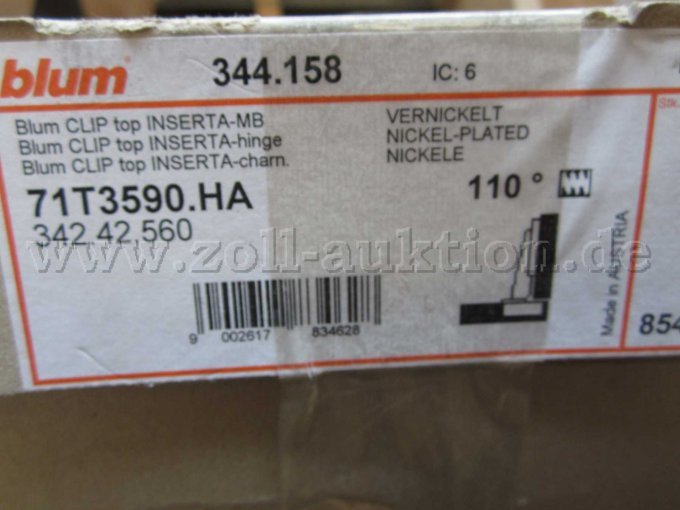 blum 344.158 IC: 6
Blum CLIP top INSERTA-MB
Blum CLIP top INSERTA-hinge
Blum CLIP top INSERTA-charn.
VERNICKELT
NICKEL-PLATED
NICKELE
71T3590.HA
342.42.560
110 °
www.zoll-auktion.de
9 002617 834628
Made in AUSTRIA
Stk.
854